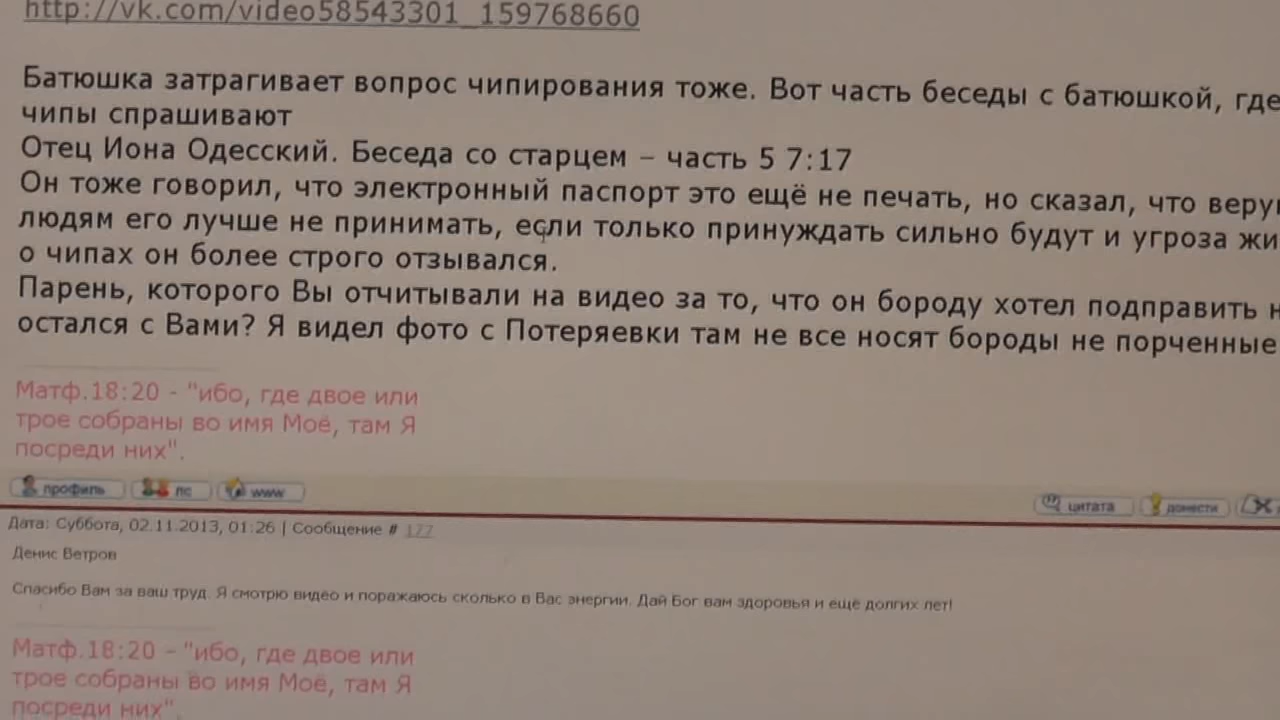 http://vk.com/video58543301_159768660
Батюшка затрагивает вопрос чипирования тоже. Вот часть беседы с батюшкой, где
чипы спрашивают
Отец Иона Одесский. Беседа со старцем – часть 5 7:17
Он тоже говорил, что электронный паспорт это ещё не печать, но сказал, что
людям его лучше не принимать, если только принуждать сильно будут и угроза
о чипах он более строго отзывался.
Парень, которого Вы отчитывали на видео за то, что он бороду хотел подправить
остался с Вами? Я видел фото с Потеряевки там не все носят бороды не порченные
Матф.18:20 - "ибо, где двое или
трое собраны во имя Моё, там Я
посреди них".
профиль лс www
цитата донести
Дата: Суббота, 02.11.2013, 01:26 | Сообщение # 177
Денис Ветров
Спасибо Вам за ваш труд. Я смотрю видео и поражаюсь сколько в Вас энергии. Дай Бог вам здоровья и ещё долгих лет!
Матф.18:20 - "ибо, где двое или
трое собраны во имя Моё, там Я
посреди них".